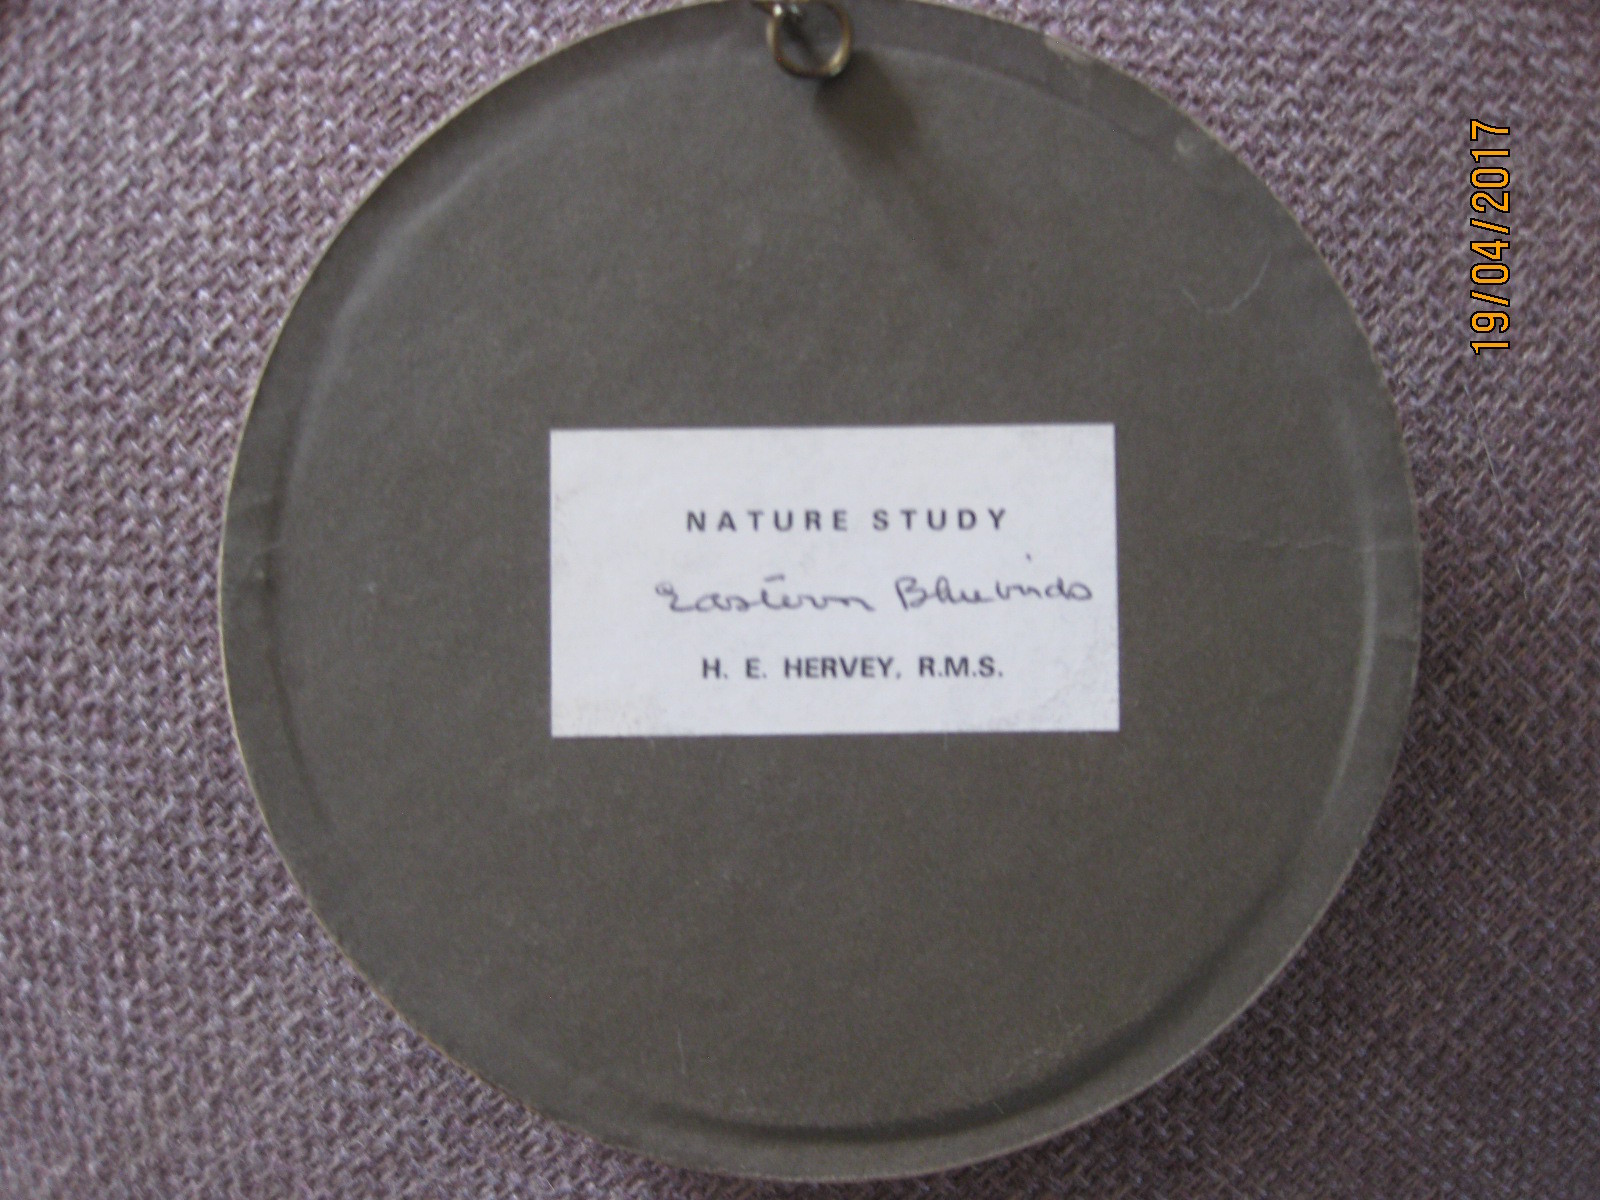 NATURE STUDY
Eastern Bluebirds
H. E. HERVEY, R.M.S.
19/04/2017